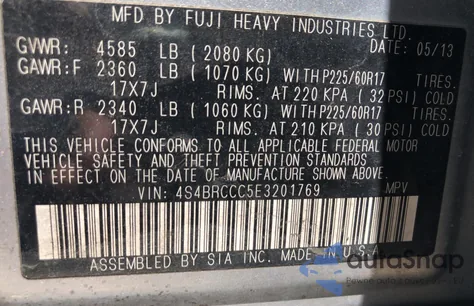 MFD BY FUJI HEAVY INDUSTRIES LTD.
GVWR: 4585 LB (2080 KG) DATE: 05/13
GAWR:F 2360 LB (1070 KG) WITH P225/60R17 TIRES.
17X7J RIMS. AT 220 KPA (32 PSI) COLD
GAWR:R 2340 LB (1060 KG) WITH P225/60R17 TIRES.
17X7J RIMS. AT 210 KPA (30 PSI) COLD
THIS VEHICLE CONFORMS TO ALL APPLICABLE FEDERAL MOTOR
VEHICLE SAFETY AND THEFT PREVENTION STANDARDS
IN EFFECT ON THE DATE OF MANUFACTURE SHOWN ABOVE.
VIN: 4S4BRCCC5E3201769 MPV
ASSEMBLED BY SIA INC. MADE IN U.S.A.
autoSnap
Live Auction Vision